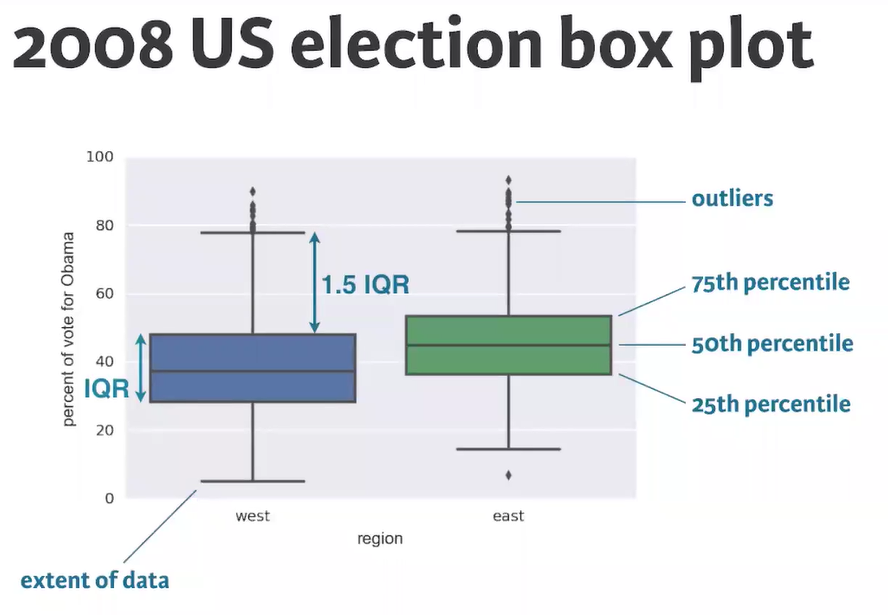 2008 US election box plot
100
80
60
40
20
0
percent of vote for Obama
west
east
region
IQR
1.5 IQR
outliers
75th percentile
50th percentile
25th percentile
extent of data